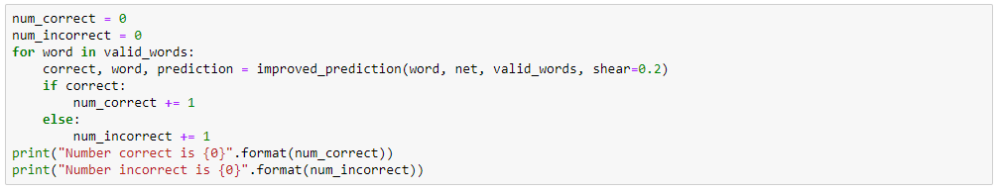 num_correct = 0
num_incorrect = 0
for word in valid_words:
    correct, word, prediction = improved_prediction(word, net, valid_words, shear=0.2)
    if correct:
        num_correct += 1
    else:
        num_incorrect += 1
print("Number correct is {0}".format(num_correct))
print("Number incorrect is {0}".format(num_incorrect))